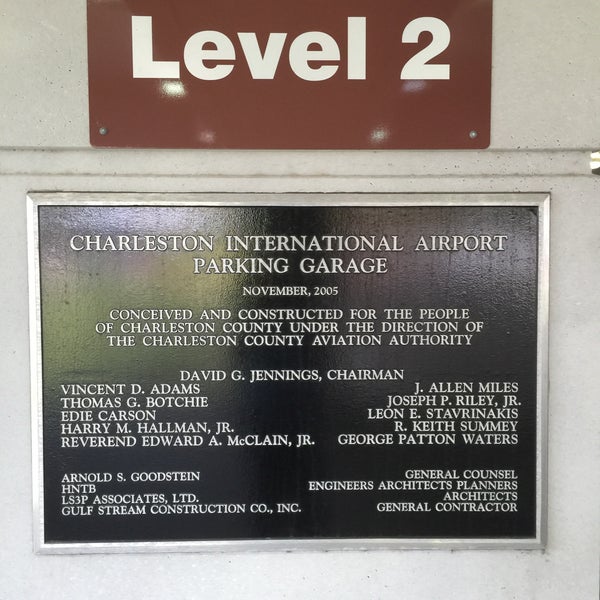 Level 2
CHARLESTON INTERNATIONAL AIRPORT
PARKING GARAGE
NOVEMBER, 2005
CONCEIVED AND CONSTRUCTED FOR THE PEOPLE
OF CHARLESTON COUNTY UNDER THE DIRECTION OF
THE CHARLESTON COUNTY AVIATION AUTHORITY
DAVID G. JENNINGS, CHAIRMAN
VINCENT D. ADAMS J. ALLEN MILES
THOMAS G. BOTCHIE JOSEPH P. RILEY, JR.
EDIE CARSON LEON E. STAVRINAKIS
HARRY M. HALLMAN, JR. R. KEITH SUMMEY
REVEREND EDWARD A. McCLAIN, JR. GEORGE PATTON WATERS
ARNOLD S. GOODSTEIN GENERAL COUNSEL
HNTB ENGINEERS ARCHITECTS PLANNERS
LS3P ASSOCIATES, LTD. ARCHITECTS
GULF STREAM CONSTRUCTION CO., INC. GENERAL CONTRACTOR